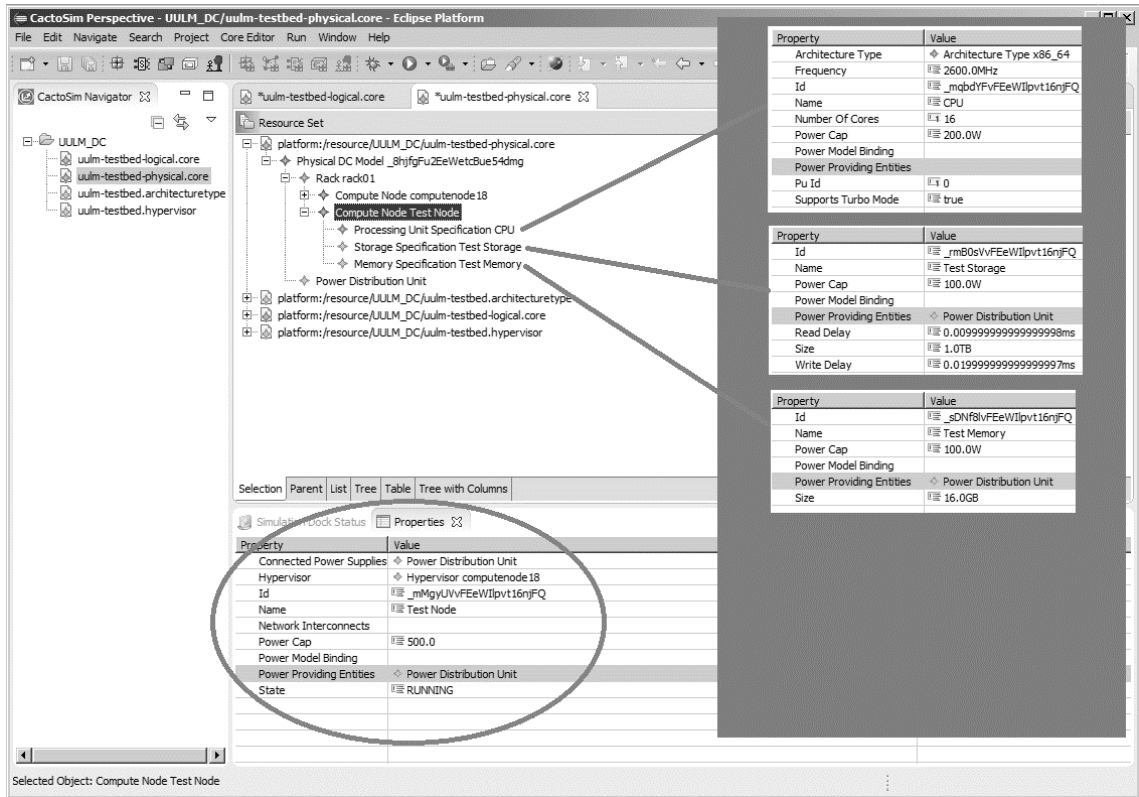 CactoSim Perspective - UULM_DC/uulm-testbed-physical.core - Eclipse Platform
File Edit Navigate Search Project Core Editor Run Window Help
CactoSim Navigator
UULM_DC
uulm-testbed-logical.core
uulm-testbed-physical.core
uulm-testbed.architecturetype
uulm-testbed.hypervisor
*uulm-testbed-logical.core
*uulm-testbed-physical.core
Resource Set
platform:/resource/UULM_DC/uulm-testbed-physical.core
Physical DC Model _8hjfgFu2EeWetcBue54dmg
Rack rack01
Compute Node computenode18
Compute Node Test Node
Processing Unit Specification CPU
Storage Specification Test Storage
Memory Specification Test Memory
Power Distribution Unit
platform:/resource/UULM_DC/uulm-testbed.architecturetype
platform:/resource/UULM_DC/uulm-testbed-logical.core
platform:/resource/UULM_DC/uulm-testbed.hypervisor
Selection Parent List Tree Table Tree with Columns
Simulation Dock Status Properties
Property Value
Connected Power Supplies Power Distribution Unit
Hypervisor Hypervisor computenode18
Id _mMgyUVvFEeWIlpvt16njFQ
Name Test Node
Network Interconnects
Power Cap 500.0
Power Model Binding
Power Providing Entities Power Distribution Unit
State RUNNING
Property Value
Architecture Type Architecture Type x86_64
Frequency 2600.0MHz
Id _mqbdYFvFEeWIlpvt16njFQ
Name CPU
Number Of Cores 16
Power Cap 200.0W
Power Model Binding
Power Providing Entities
Pu Id 0
Supports Turbo Mode true
Property Value
Id _rmB0sVvFEeWIlpvt16njFQ
Name Test Storage
Power Cap 100.0W
Power Model Binding
Power Providing Entities Power Distribution Unit
Read Delay 0.009999999999999998ms
Size 1.0TB
Write Delay 0.019999999999999997ms
Property Value
Id _sDNf8lvFEeWIlpvt16njFQ
Name Test Memory
Power Cap 100.0W
Power Model Binding
Power Providing Entities Power Distribution Unit
Size 16.0GB
Selected Object: Compute Node Test Node